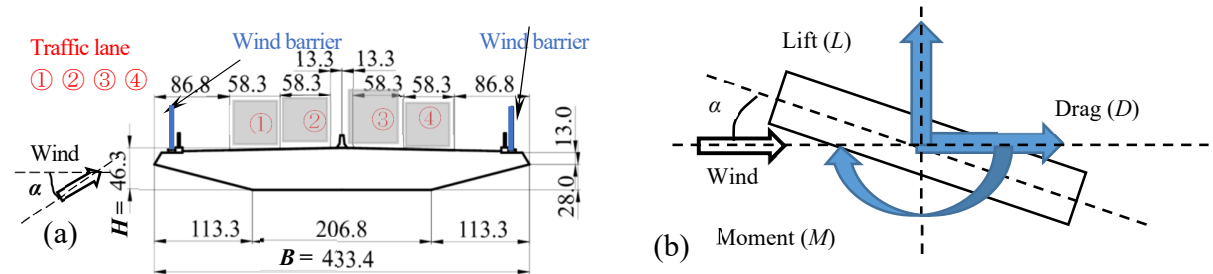 Traffic lane
① ② ③ ④
Wind barrier
Wind barrier
13.3 13.3
86.8 58.3 58.3 58.3 58.3 86.8
① ② ③ ④
13.0
28.0
Wind
α
H = 46.3
113.3 206.8 113.3
B = 433.4
(a)
Lift (L)
α
Drag (D)
Wind
Moment (M)
(b)